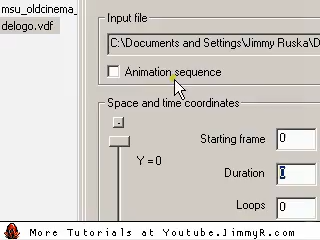 msu_oldcinema_
delogo.vdf
Input file
C:\Documents and Settings\Jimmy Ruska\D
Animation sequence
Space and time coordinates
-
Y = 0
Starting frame 0
Duration 0
Loops 0
More Tutorials at Youtube.JimmyR.com